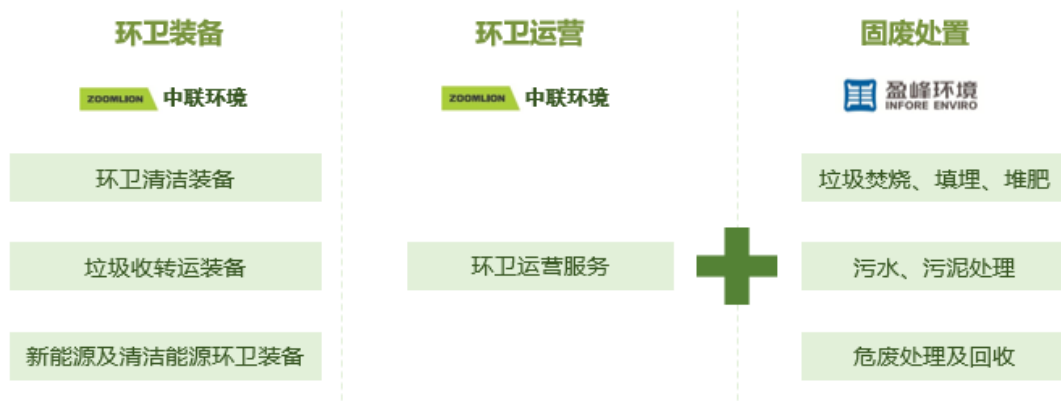 环卫装备
环卫运营
固废处置
ZOOMLION 中联环境
ZOOMLION 中联环境
盈峰环境
INFORE ENVIRO
环卫清洁装备
垃圾焚烧、填埋、堆肥
垃圾收转运装备
环卫运营服务
污水、污泥处理
新能源及清洁能源环卫装备
危废处理及回收